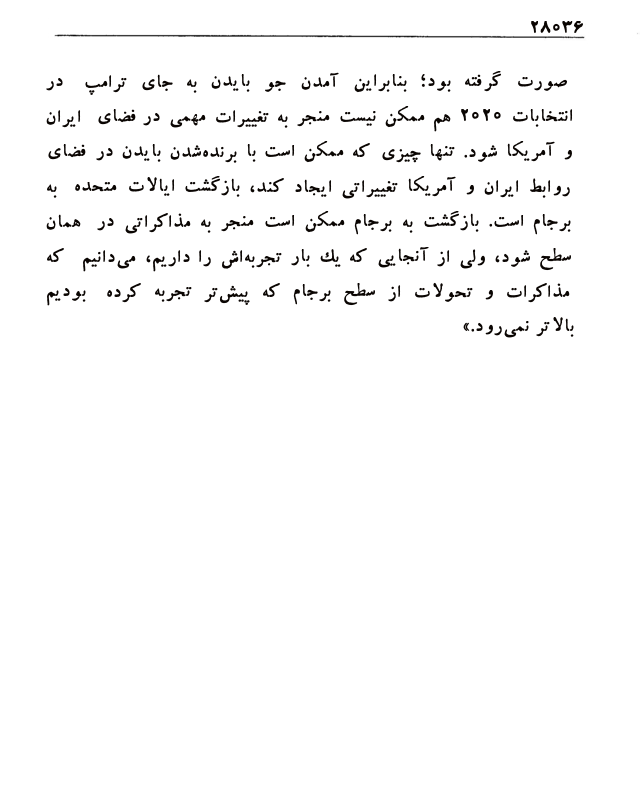 ۲۸۰۳۶
صورت گرفته بود؛ بنابراین آمدن جو بایدن به جای ترامپ در
انتخابات ۲۰۲۰ هم ممکن نیست منجر به تغییرات مهمی در فضای ایران
و آمریکا شود. تنها چیزی که ممکن است با برنده‌شدن بایدن در فضای
روابط ایران و آمریکا تغییراتی ایجاد کند، بازگشت ایالات متحده به
برجام است. بازگشت به برجام ممکن است منجر به مذاکراتی در همان
سطح شود، ولی از آنجایی که یك بار تجربه‌اش را داریم، می‌دانیم که
مذاکرات و تحولات از سطح برجام که پیش‌تر تجربه کرده بودیم
بالاتر نمی‌رود.»